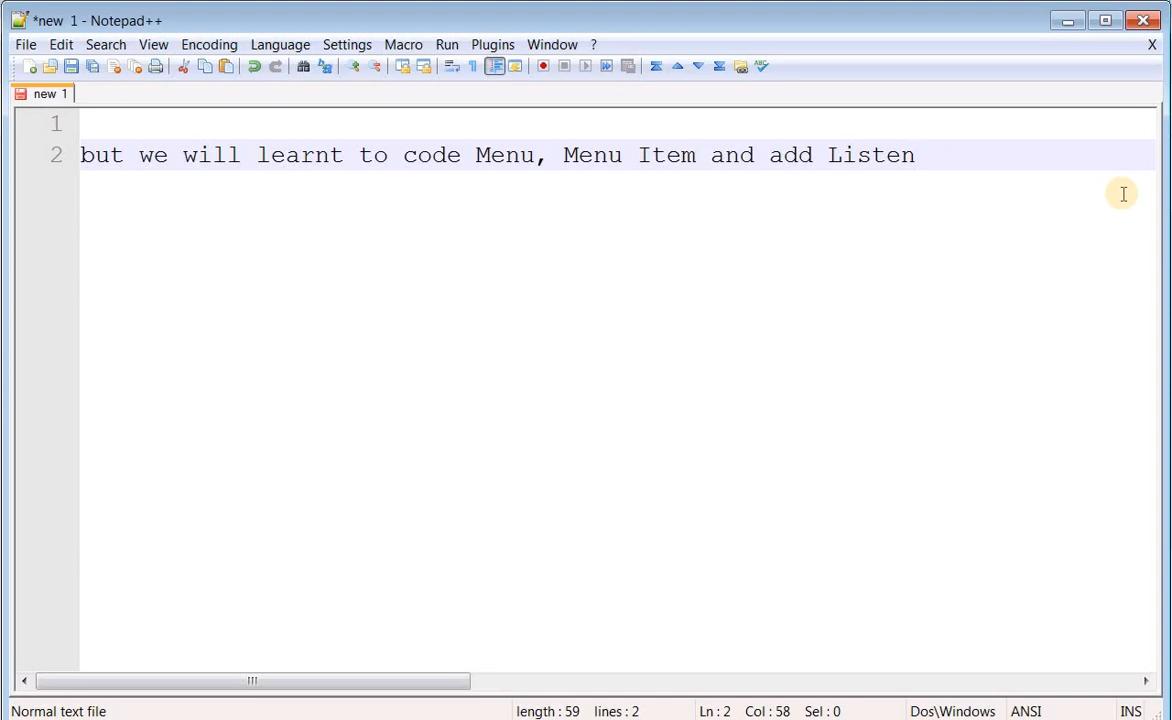 *new 1 - Notepad++
File Edit Search View Encoding Language Settings Macro Run Plugins Window ? X
new 1
1
2 but we will learnt to code Menu, Menu Item and add Listen
Normal text file length : 59 lines : 2 Ln : 2 Col : 58 Sel : 0 Dos\Windows ANSI INS